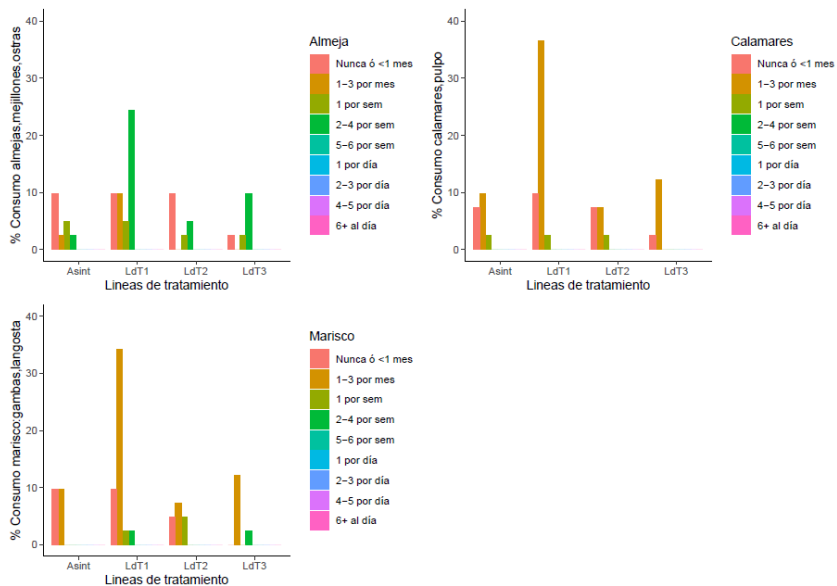 % Consumo almejas,mejillones,ostras
40
30
20
10
0
Asint LdT1 LdT2 LdT3
Lineas de tratamiento
Almeja
Nunca ó <1 mes
1−3 por mes
1 por sem
2−4 por sem
5−6 por sem
1 por día
2−3 por día
4−5 por día
6+ al día
% Consumo calamares,pulpo
40
30
20
10
0
Asint LdT1 LdT2 LdT3
Lineas de tratamiento
Calamares
Nunca ó <1 mes
1−3 por mes
1 por sem
2−4 por sem
5−6 por sem
1 por día
2−3 por día
4−5 por día
6+ al día
% Consumo marisco:gambas,langosta
40
30
20
10
0
Asint LdT1 LdT2 LdT3
Lineas de tratamiento
Marisco
Nunca ó <1 mes
1−3 por mes
1 por sem
2−4 por sem
5−6 por sem
1 por día
2−3 por día
4−5 por día
6+ al día